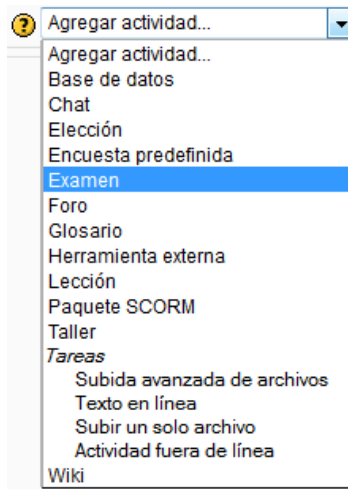 Agregar actividad...
Agregar actividad...
Base de datos
Chat
Elección
Encuesta predefinida
Examen
Foro
Glosario
Herramienta externa
Lección
Paquete SCORM
Taller
Tareas
Subida avanzada de archivos
Texto en línea
Subir un solo archivo
Actividad fuera de línea
Wiki